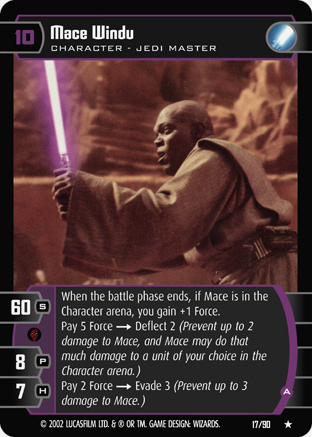 10
Mace Windu
CHARACTER - JEDI MASTER
60 S
8 P
7 H
When the battle phase ends, if Mace is in the
Character arena, you gain +1 Force.
Pay 5 Force → Deflect 2 (Prevent up to 2
damage to Mace, and Mace may do that
much damage to a unit of your choice in the
Character arena.)
Pay 2 Force → Evade 3 (Prevent up to 3
damage to Mace.)
A
© 2002 LUCASFILM LTD. & ® OR TM. GAME DESIGN: WIZARDS.
17/90 ★